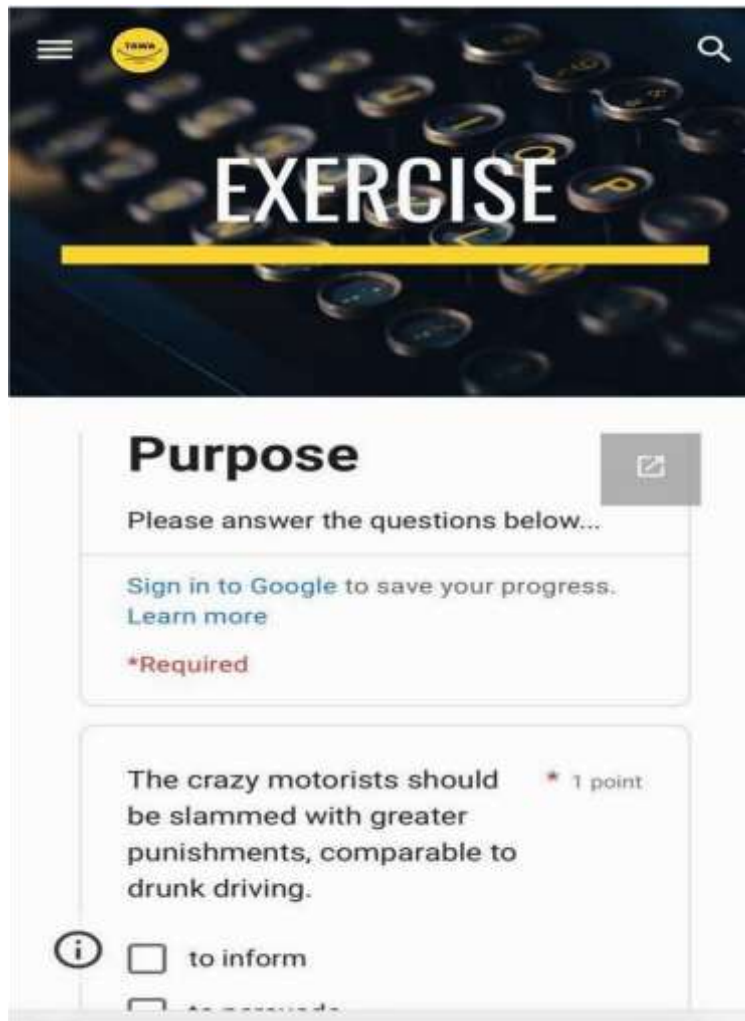 TAWA
EXERCISE
Purpose
Please answer the questions below...
Sign in to Google to save your progress.
Learn more
*Required
The crazy motorists should
* 1 point
be slammed with greater
punishments, comparable to
drunk driving.
to inform